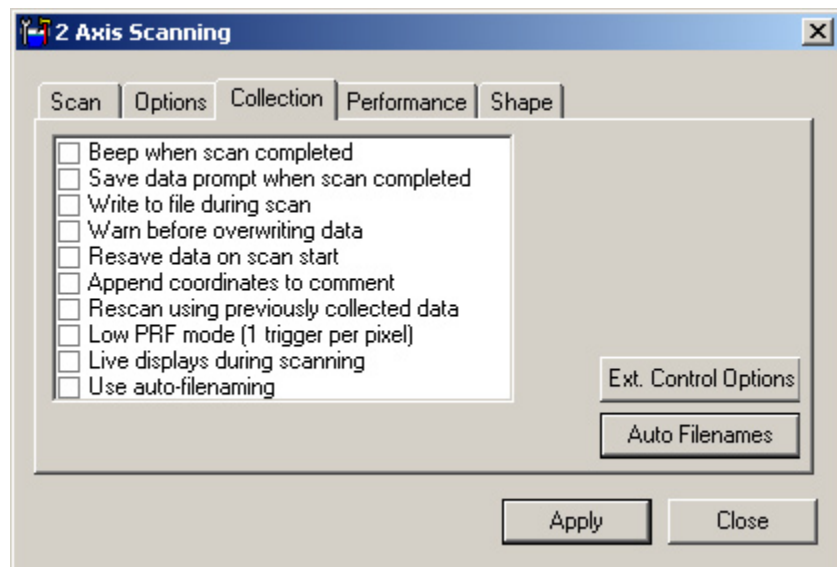 2 Axis Scanning
Scan Options Collection Performance Shape
Beep when scan completed
Save data prompt when scan completed
Write to file during scan
Warn before overwriting data
Resave data on scan start
Append coordinates to comment
Rescan using previously collected data
Low PRF mode (1 trigger per pixel)
Live displays during scanning
Use auto-filenaming
Ext. Control Options
Auto Filenames
Apply Close